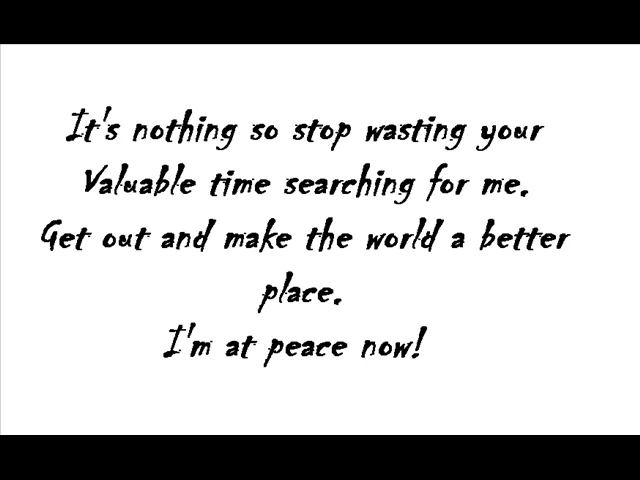 It's nothing so stop wasting your
Valuable time searching for me.
Get out and make the world a better
place.
I'm at peace now!